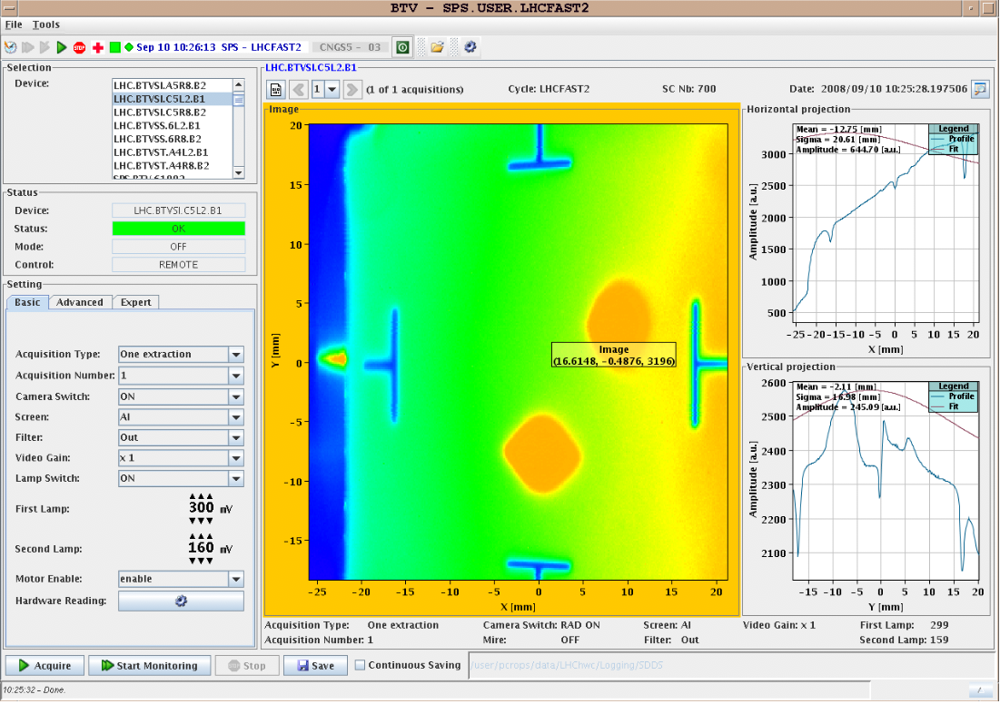 BTV - SPS.USER.LHCFAST2
File Tools
STOP Sep 10 10:26:13 SPS - LHCFAST2 CNGS5 - 03
Selection
Device:
LHC.BTVSI.A5R8.B2
LHC.BTVSI.C5L2.B1
LHC.BTVSI.C5R8.B2
LHC.BTVSS.6L2.B1
LHC.BTVSS.6R8.B2
LHC.BTVST.A4L2.B1
LHC.BTVST.A4R8.B2
Status
Device: LHC.BTVSI.C5L2.B1
Status: OK
Mode: OFF
Control: REMOTE
Setting
Basic Advanced Expert
Acquisition Type: One extraction
Acquisition Number: 1
Camera Switch: ON
Screen: Al
Filter: Out
Video Gain: x 1
Lamp Switch: ON
First Lamp: 300 mV
Second Lamp: 160 mV
Motor Enable: enable
Hardware Reading:
LHC.BTVSI.C5L2.B1
1 (1 of 1 acquisitions) Cycle: LHCFAST2 SC Nb: 700 Date: 2008/09/10 10:25:28.197506
Image
20
15
10
5
0
-5
-10
-15
Y [mm]
Image
(16.6148, -0.4876, 3196)
-25 -20 -15 -10 -5 0 5 10 15 20
X [mm]
Horizontal projection
Mean = -12.75 [mm]
Sigma = 20.61 [mm]
Amplitude = 644.70 [a.u.]
Legend
Profile
Fit
3000
2500
2000
1500
1000
500
Amplitude [a.u.]
-25 -20 -15 -10 -5 0 5 10 15 20
X [mm]
Vertical projection
Mean = -2.11 [mm]
Sigma = 16.98 [mm]
Amplitude = 245.09 [a.u.]
Legend
Profile
Fit
2600
2500
2400
2300
2200
2100
Amplitude [a.u.]
-15 -10 -5 0 5 10 15 20
Y [mm]
Acquisition Type: One extraction Camera Switch: RAD ON Screen: Al Video Gain: x 1 First Lamp: 299
Acquisition Number: 1 Mire: OFF Filter: Out Second Lamp: 159
Acquire Start Monitoring Stop Save Continuous Saving /user/pcrops/data/LHChwc/Logging/SDDS
10:25:32 - Done.